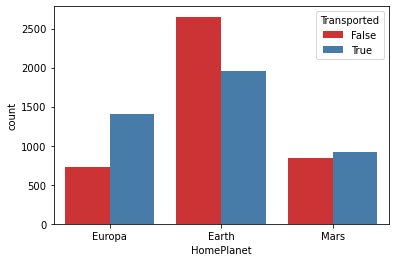 Transported
False
True
2500
2000
1500
1000
500
0
count
Europa
Earth
Mars
HomePlanet